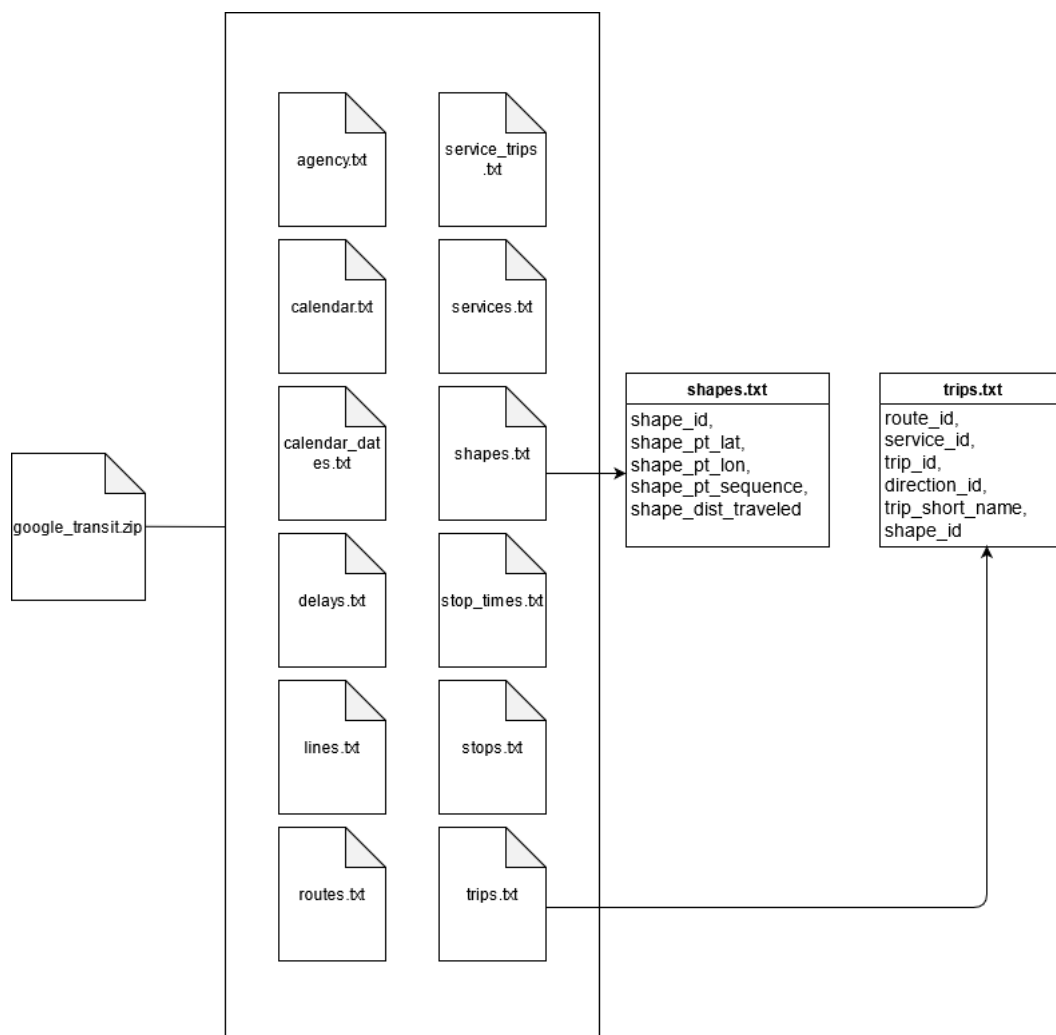 agency.txt
service_trips
.txt
calendar.txt
services.txt
calendar_dat
es.txt
shapes.txt
google_transit.zip
delays.txt
stop_times.txt
lines.txt
stops.txt
routes.txt
trips.txt
shapes.txt
shape_id,
shape_pt_lat,
shape_pt_lon,
shape_pt_sequence,
shape_dist_traveled
trips.txt
route_id,
service_id,
trip_id,
direction_id,
trip_short_name,
shape_id